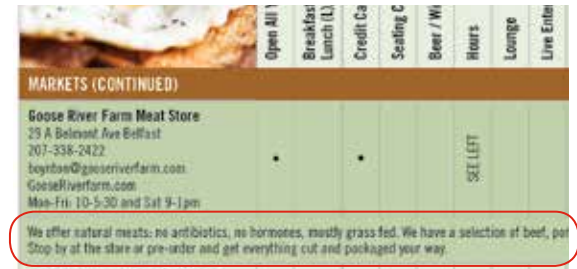 Open All
Breakfast
Lunch (L),
Credit Ca
Seating C
Beer / Wi
Hours
Lounge
Live Ente
MARKETS (CONTINUED)
Goose River Farm Meat Store
29 A Belmont Ave Belfast
207-338-2422
boynton@gooseriverfarm.com
GooseRiverfarm.com
Mon-Fri: 10-5:30 and Sat 9-1pm
• •
SEE LEFT
We offer natural meats: no antibiotics, no hormones, mostly grass fed. We have a selection of beef, por
Stop by at the store or pre-order and get everything cut and packaged your way.